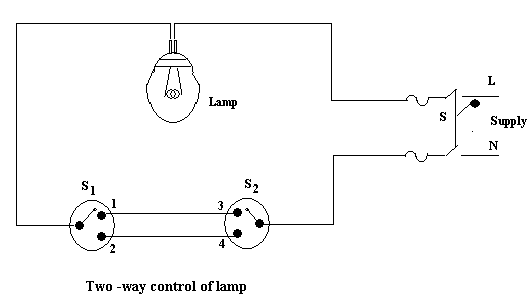 L
Lamp
S
Supply
N
S1
S2
1
3
2
4
Two -way control of lamp